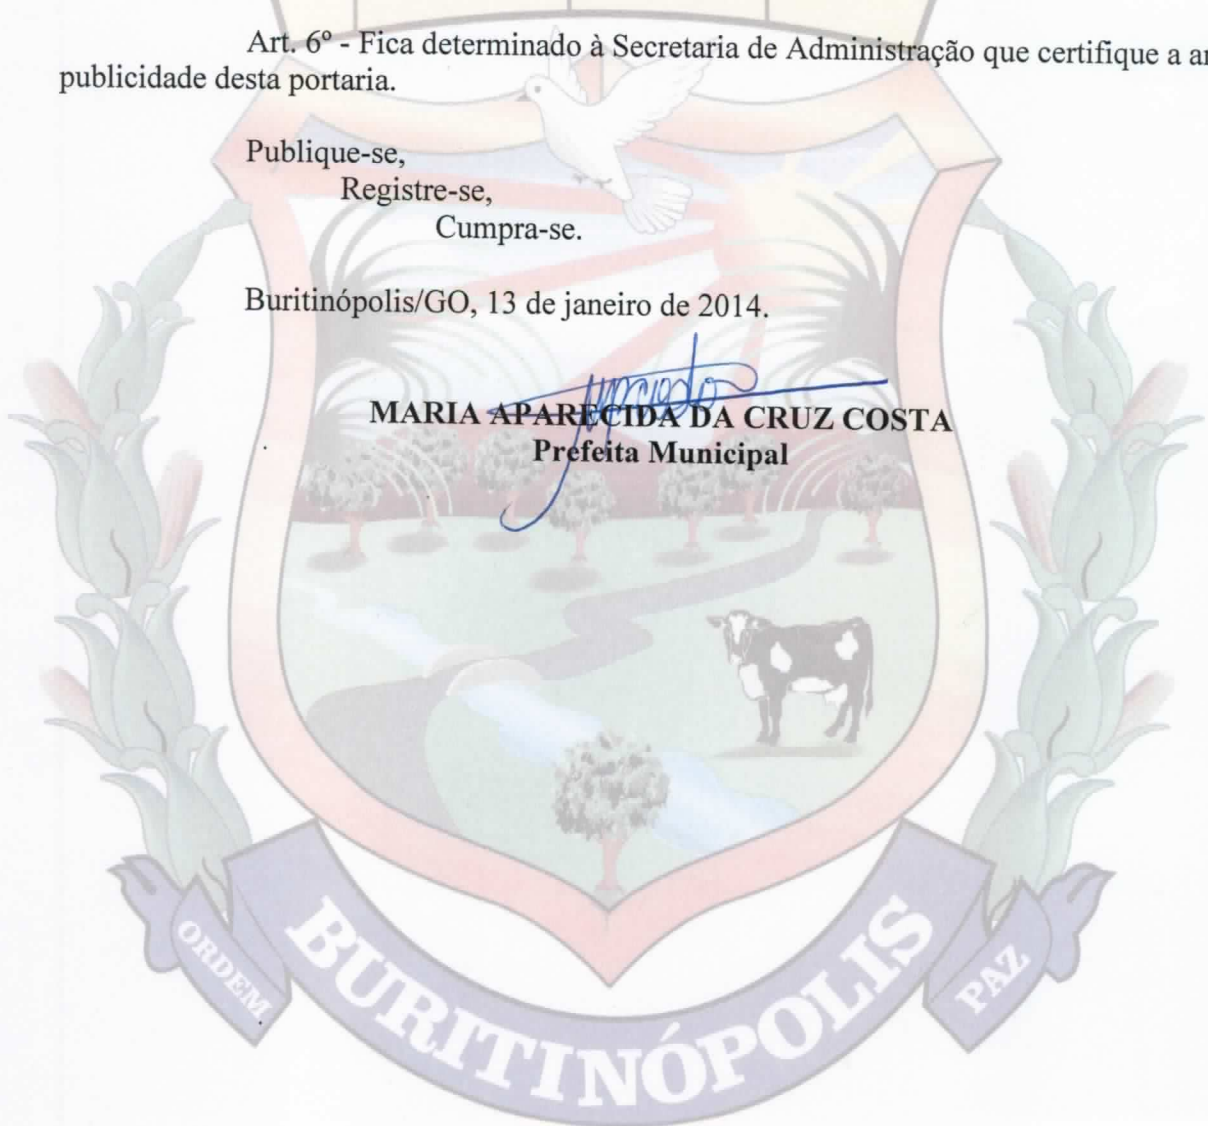 Art. 6º - Fica determinado à Secretaria de Administração que certifique a
publicidade desta portaria.
Publique-se,
Registre-se,
Cumpra-se.
Buritinópolis/GO, 13 de janeiro de 2014.
MARIA APARECIDA DA CRUZ COSTA
Prefeita Municipal
ORDEM
BURITINÓPOLIS
PAZ